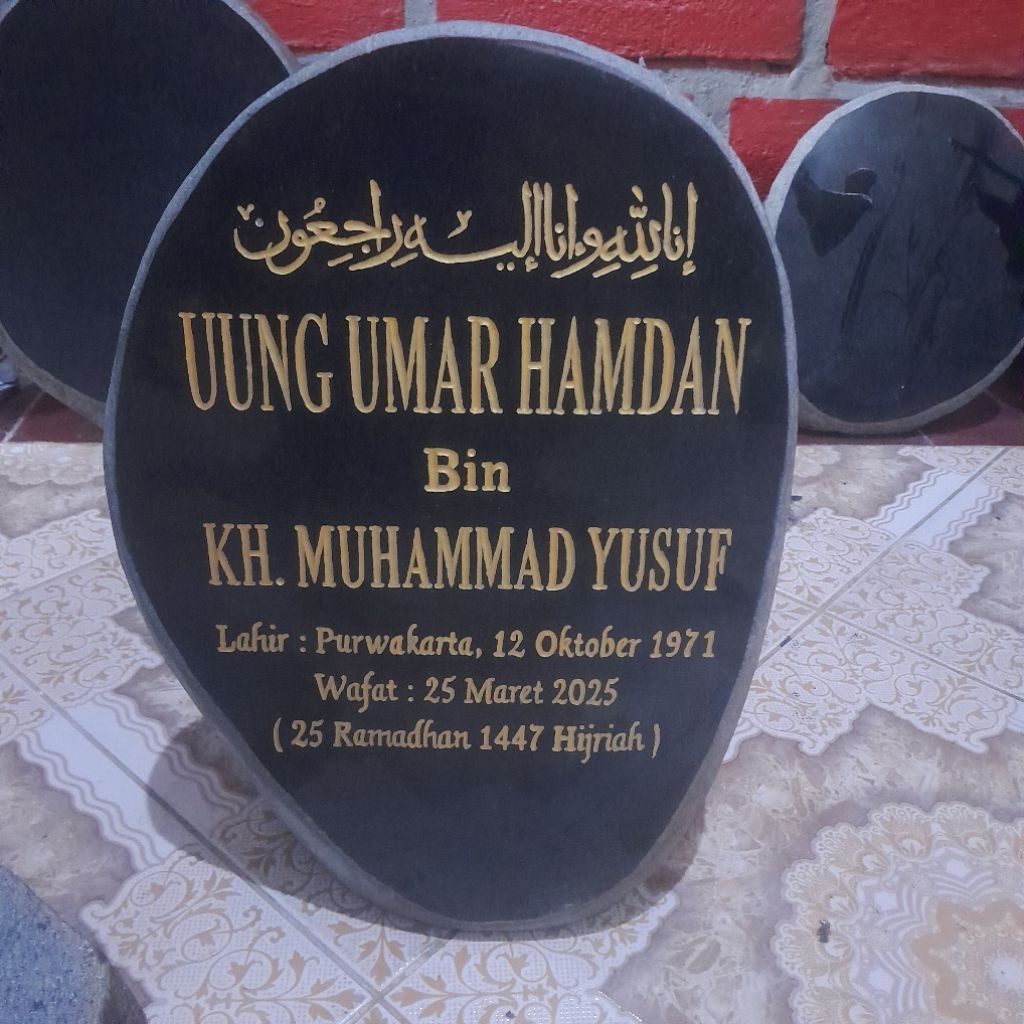 إنا لله وانا إليه راجعون
UUNG UMAR HAMDAN
Bin
KH. MUHAMMAD YUSUF
Lahir : Purwakarta, 12 Oktober 1971
Wafat : 25 Maret 2025
( 25 Ramadhan 1447 Hijriah )